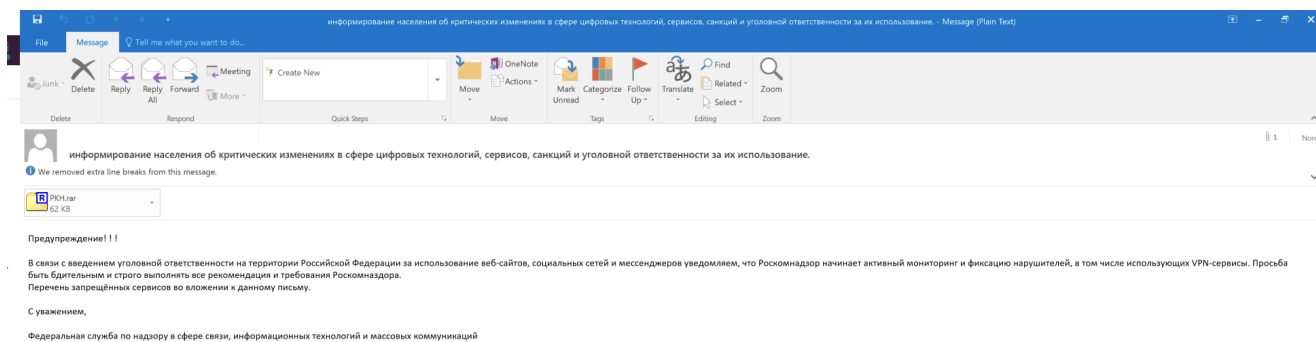 информирование населения об критических изменениях в сфере цифровых технологий, сервисов, санкций и уголовной ответственности за их использование. - Message (Plain Text)
File Message Tell me what you want to do...
Junk Delete Reply Reply All Forward Meeting More Create New Move OneNote Actions Mark Unread Categorize Follow Up Translate Find Related Select Zoom
Delete Respond Quick Steps Move Tags Editing Zoom
информирование населения об критических изменениях в сфере цифровых технологий, сервисов, санкций и уголовной ответственности за их использование.
1 Non
We removed extra line breaks from this message.
R РКН.rar
62 KB
Предупреждение! ! !
В связи с введением уголовной ответственности на территории Российской Федерации за использование веб-сайтов, социальных сетей и мессенджеров уведомляем, что Роскомнадзор начинает активный мониторинг и фиксацию нарушителей, в том числе использующих VPN-сервисы. Просьба
быть бдительным и строго выполнять все рекомендация и требования Роскомназдора.
Перечень запрещённых сервисов во вложении к данному письму.
С уважением,
Федеральная служба по надзору в сфере связи, информационных технологий и массовых коммуникаций